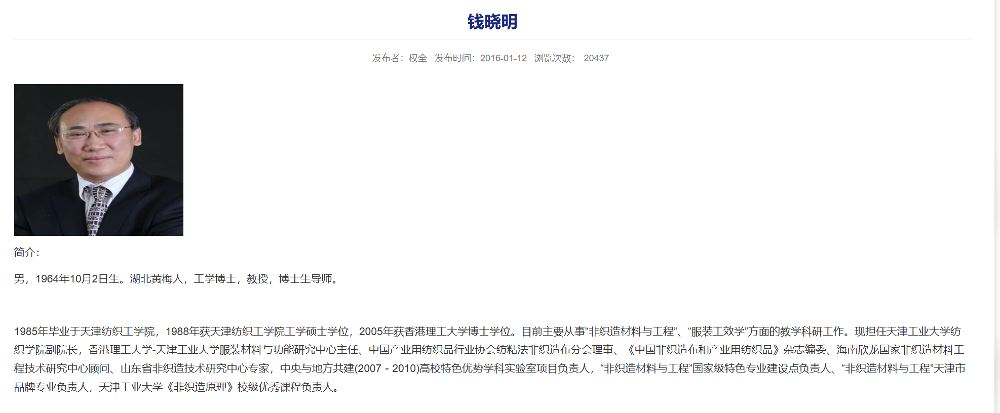 钱晓明
发布者：权全 发布时间：2016-01-12 浏览次数： 20437
简介：
男，1964年10月2日生。湖北黄梅人，工学博士，教授，博士生导师。
1985年毕业于天津纺织工学院，1988年获天津纺织工学院工学硕士学位，2005年获香港理工大学博士学位。目前主要从事“非织造材料与工程”、“服装工效学”方面的教学科研工作。现担任天津工业大学纺
织学院副院长，香港理工大学-天津工业大学服装材料与功能研究中心主任、中国产业用纺织品行业协会纺粘法非织造布分会理事、《中国非织造布和产业用纺织品》杂志编委、海南欣龙国家非织造材料工
程技术研究中心顾问、山东省非织造技术研究中心专家，中央与地方共建(2007－2010)高校特色优势学科实验室项目负责人，“非织造材料与工程”国家级特色专业建设点负责人、“非织造材料与工程”天津市
品牌专业负责人，天津工业大学《非织造原理》校级优秀课程负责人。